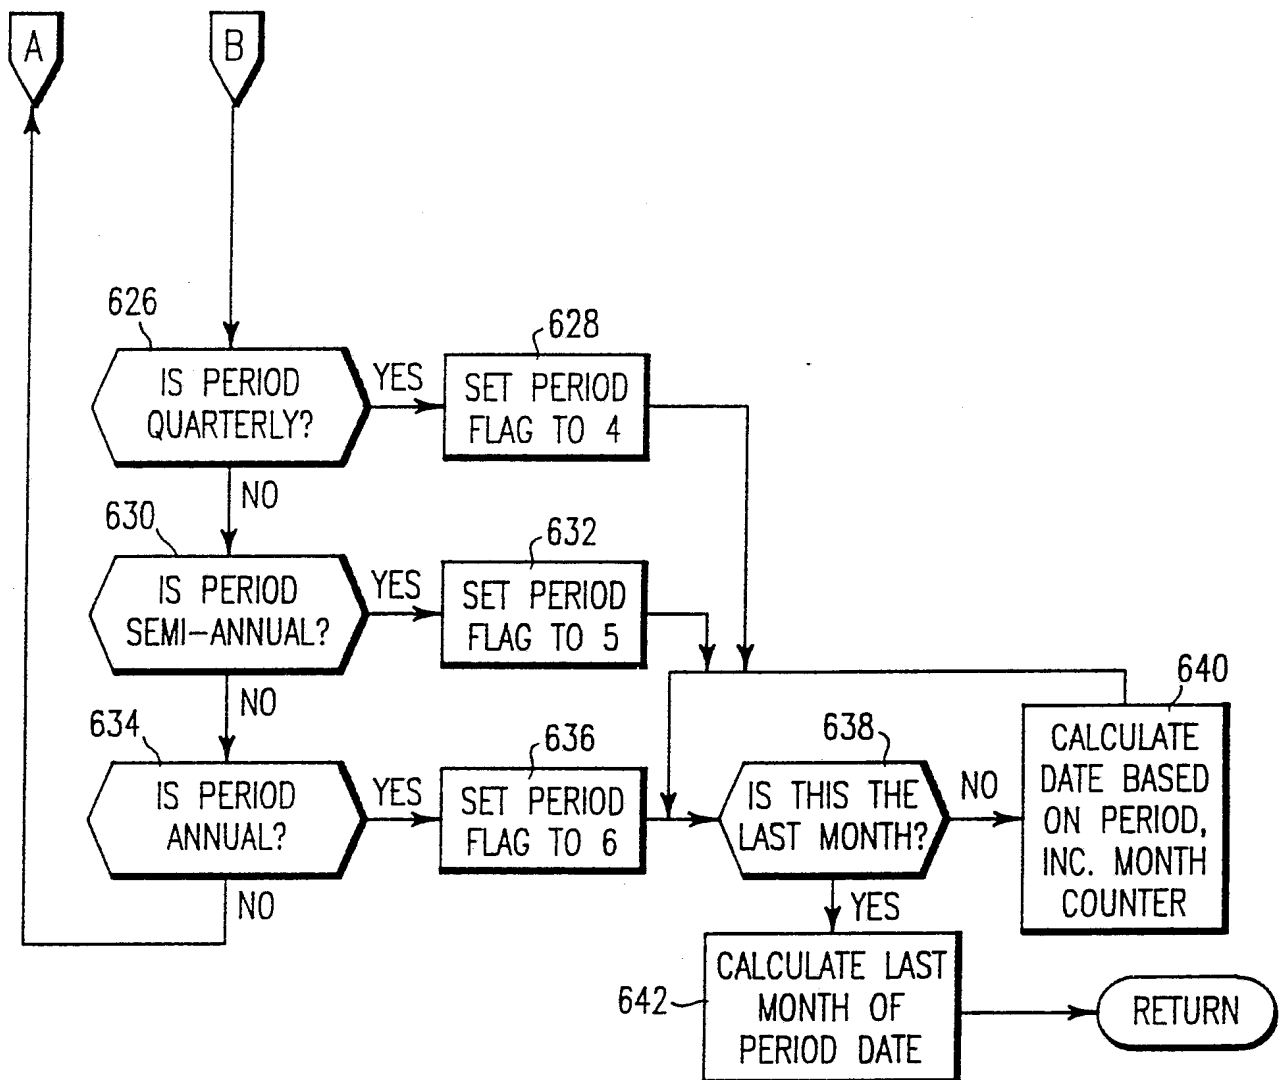 A
B
626
IS PERIOD
QUARTERLY?
YES
628
SET PERIOD
FLAG TO 4
NO
630
IS PERIOD
SEMI-ANNUAL?
YES
632
SET PERIOD
FLAG TO 5
NO
634
IS PERIOD
ANNUAL?
YES
636
SET PERIOD
FLAG TO 6
NO
638
IS THIS THE
LAST MONTH?
NO
640
CALCULATE
DATE BASED
ON PERIOD,
INC. MONTH
COUNTER
YES
642
CALCULATE LAST
MONTH OF
PERIOD DATE
RETURN